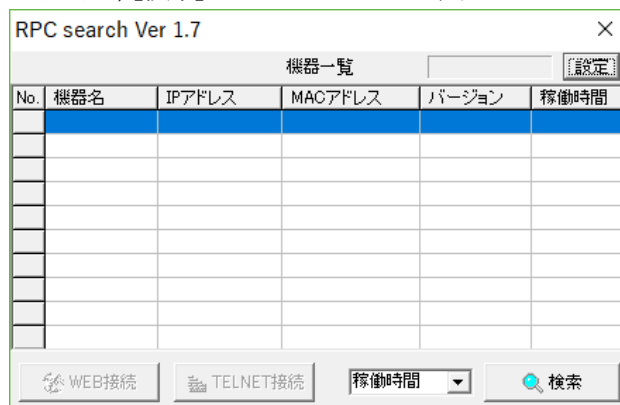 RPC search Ver 1.7
機器一覧
設定
No. 機器名 IPアドレス MACアドレス バージョン 稼働時間
WEB接続 TELNET接続 稼働時間 検索